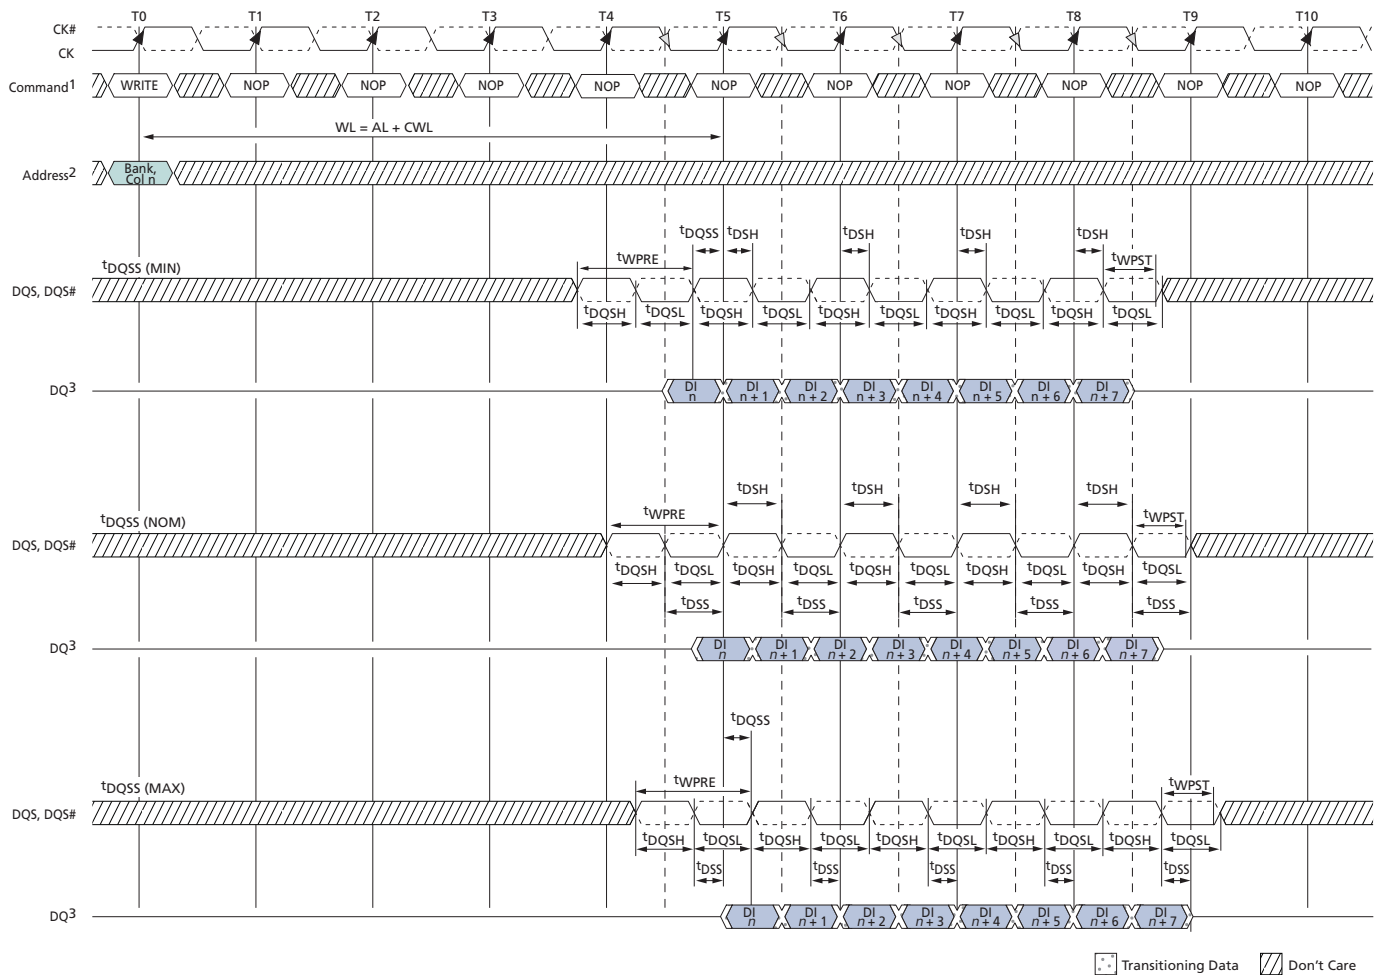 T0 T1 T2 T3 T4 T5 T6 T7 T8 T9 T10
CK#
CK
Command1 WRITE NOP NOP NOP NOP NOP NOP NOP NOP NOP NOP
WL = AL + CWL
Address2 Bank, Col n
tDQSS tDSH tDSH tDSH tDSH
tDQSS (MIN) tWPRE tWPST
DQS, DQS#
tDQSH tDQSL tDQSH tDQSL tDQSH tDQSL tDQSH tDQSL tDQSH tDQSL
DQ3 DI n DI n + 1 DI n + 2 DI n + 3 DI n + 4 DI n + 5 DI n + 6 DI n + 7
tDSH tDSH tDSH tDSH
tDQSS (NOM) tWPRE tWPST
DQS, DQS#
tDQSH tDQSL tDQSH tDQSL tDQSH tDQSL tDQSH tDQSL tDQSH tDQSL
tDSS tDSS tDSS tDSS tDSS
DQ3 DI n DI n + 1 DI n + 2 DI n + 3 DI n + 4 DI n + 5 DI n + 6 DI n + 7
tDQSS
tDQSS (MAX) tWPRE tWPST
DQS, DQS#
tDQSH tDQSL tDQSH tDQSL tDQSH tDQSL tDQSH tDQSL tDQSH tDQSL
tDSS tDSS tDSS tDSS tDSS
DQ3 DI n DI n + 1 DI n + 2 DI n + 3 DI n + 4 DI n + 5 DI n + 6 DI n + 7
Transitioning Data Don't Care